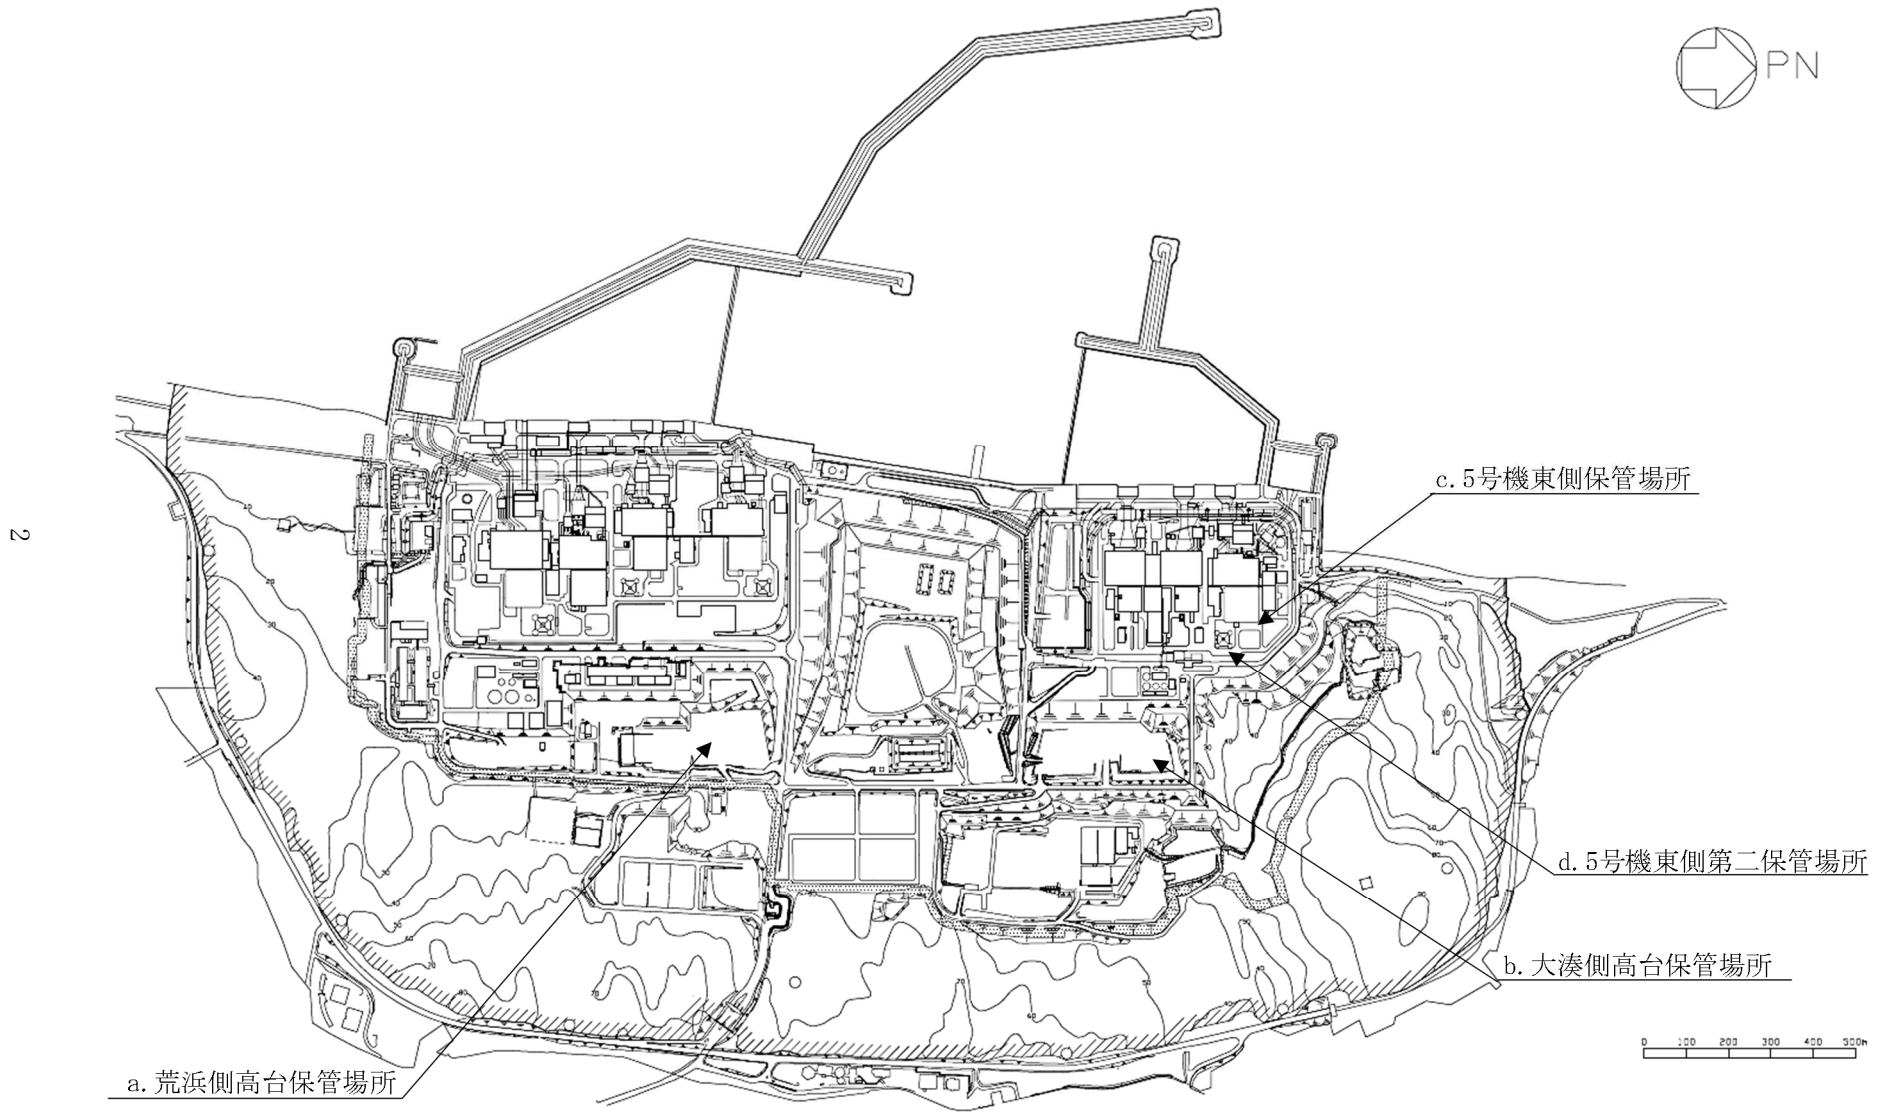 PN
c.5号機東側保管場所
2
d.5号機東側第二保管場所
b.大湊側高台保管場所
0 100 200 300 400 500m
a.荒浜側高台保管場所